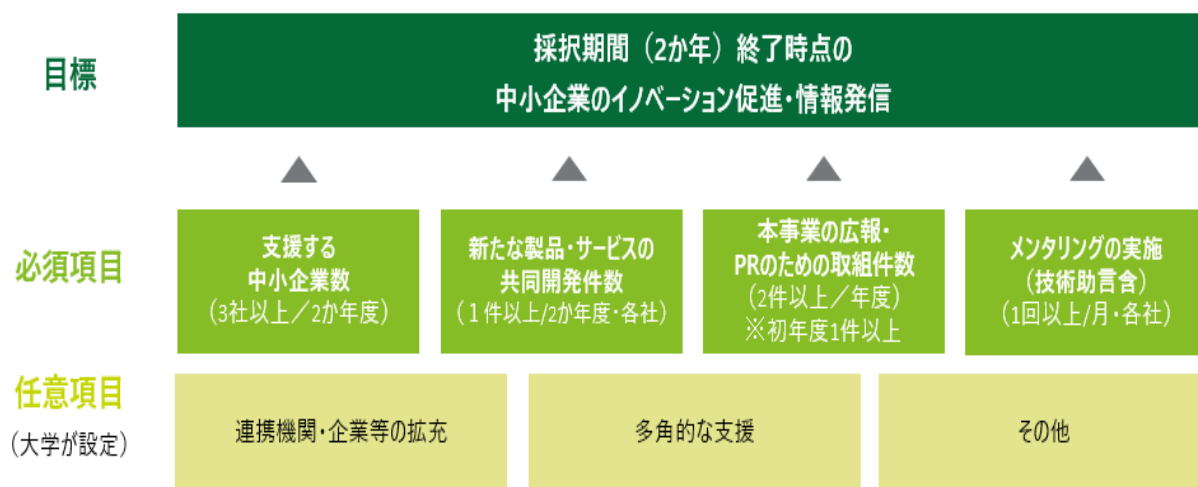 目標
採択期間（2か年）終了時点の
中小企業のイノベーション促進・情報発信
必須項目
支援する
中小企業数
（3社以上／2か年度）
新たな製品・サービスの
共同開発件数
（１件以上/2か年度・各社）
本事業の広報・
PRのための取組件数
（2件以上／年度）
※初年度1件以上
メンタリングの実施
（技術助言含）
（1回以上/月・各社）
任意項目
（大学が設定）
連携機関・企業等の拡充
多角的な支援
その他